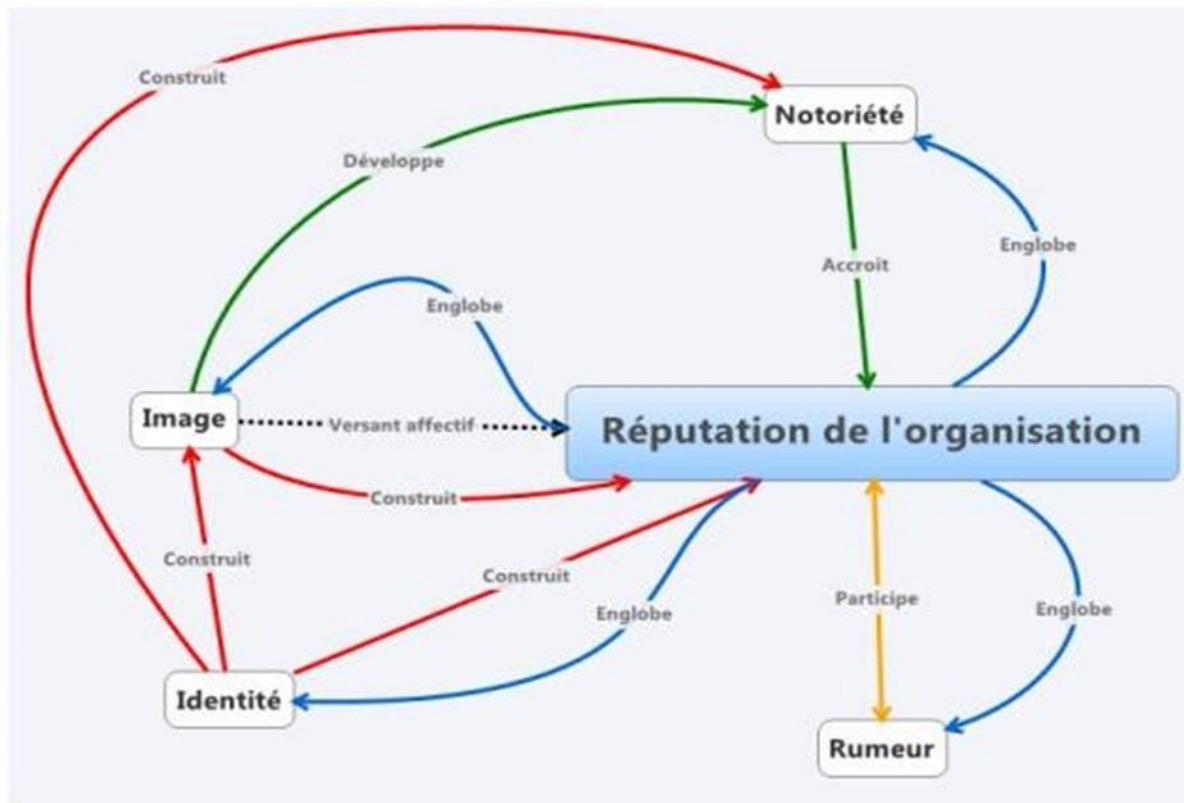 Construit
Notoriété
Développe
Englobe
Accroit
Englobe
Image
Versant affectif
Réputation de l'organisation
Construit
Construit
Construit
Englobe
Participe
Englobe
Identité
Rumeur